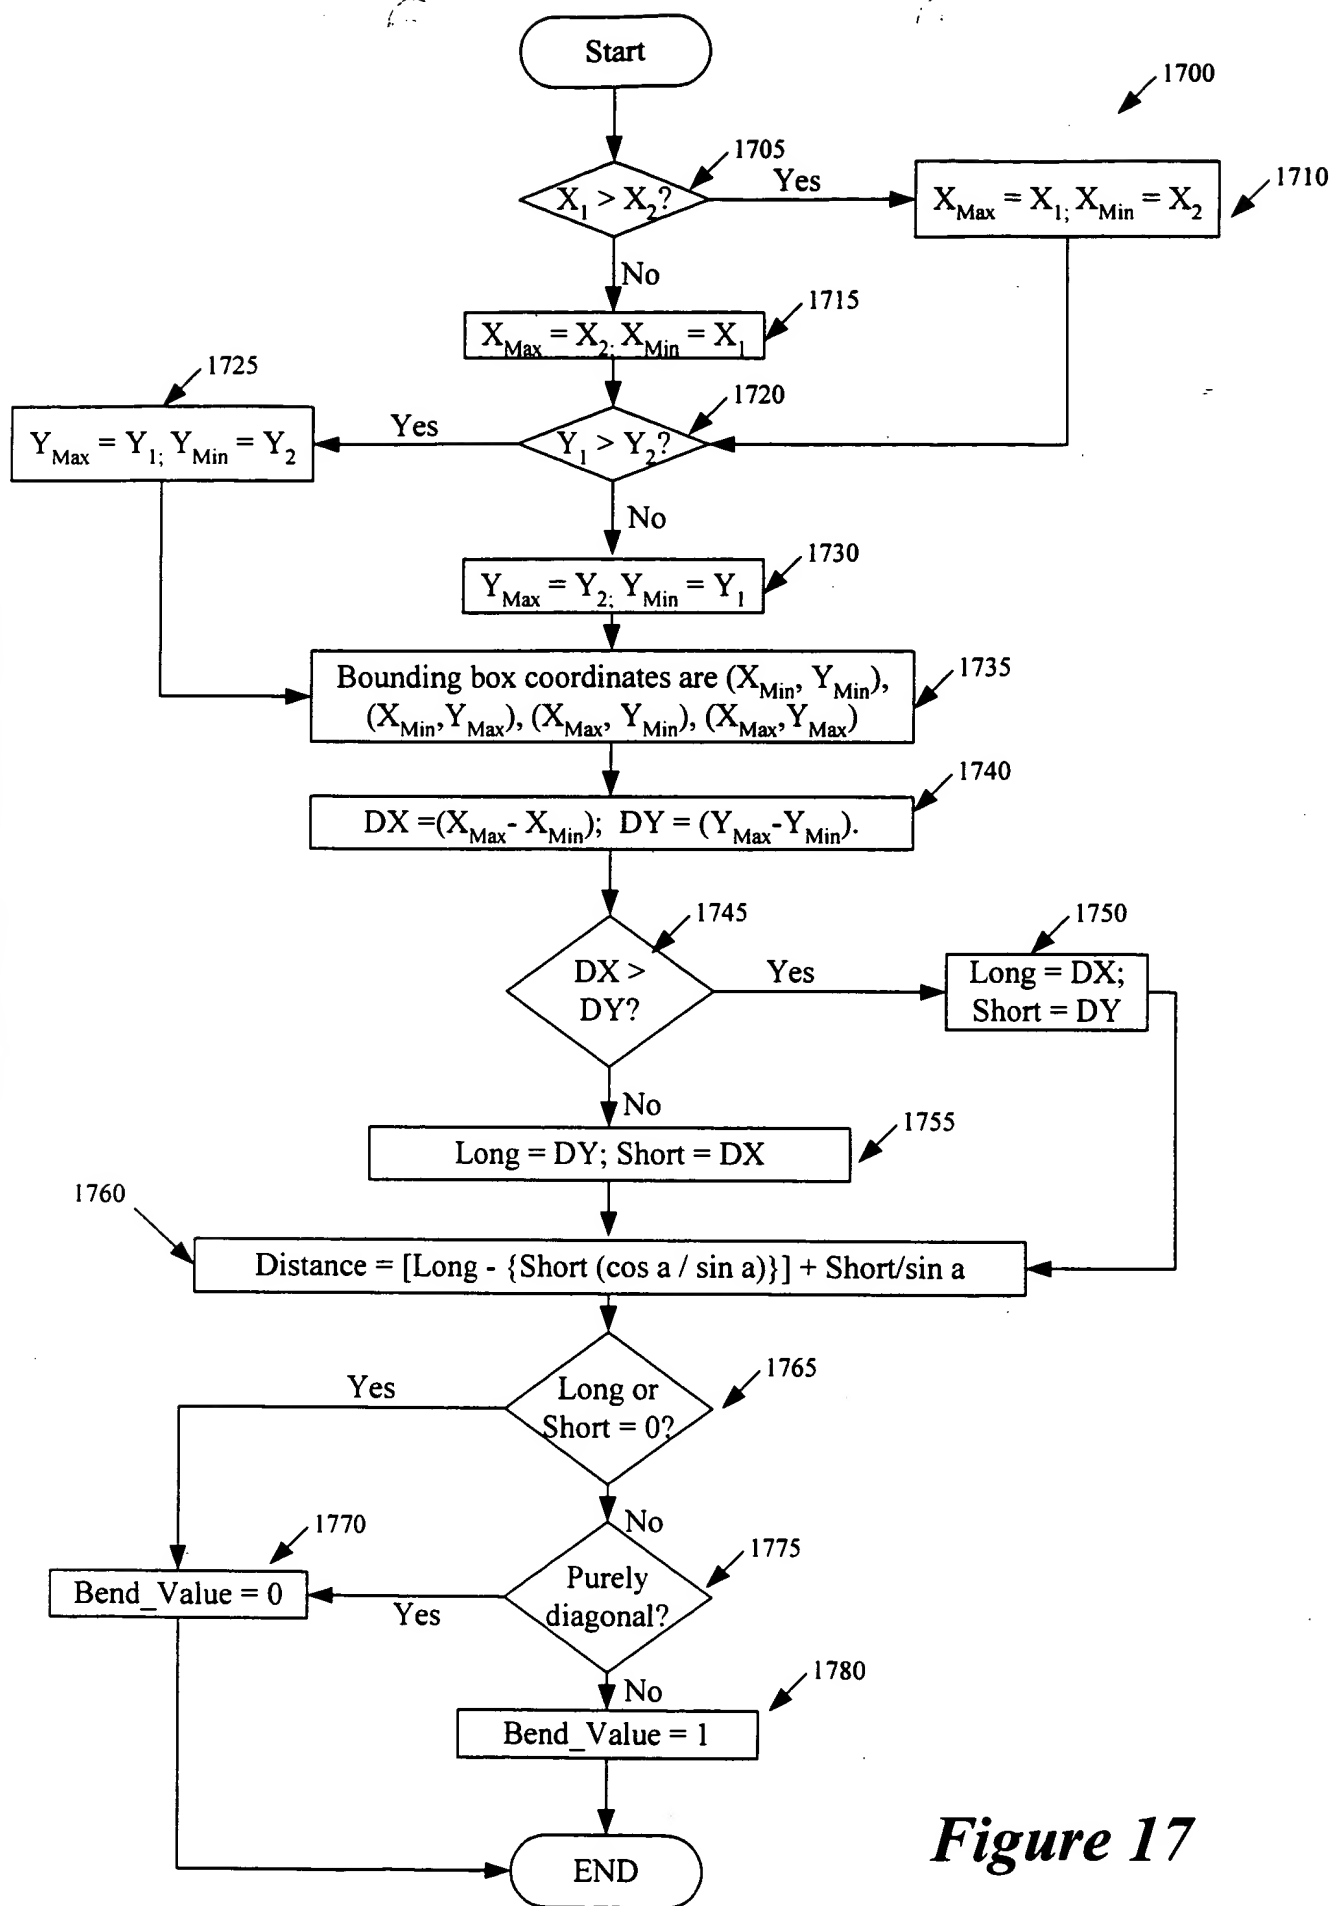 Start
1700
1705
X1 > X2?
Yes
1710
XMax = X1; XMin = X2
No
1715
XMax = X2; XMin = X1
1725
1720
YMax = Y1; YMin = Y2
Yes
Y1 > Y2?
No
1730
YMax = Y2; YMin = Y1
1735
Bounding box coordinates are (XMin, YMin),
(XMin,YMax), (XMax, YMin), (XMax,YMax)
1740
DX =(XMax- XMin); DY = (YMax-YMin).
1745
1750
DX >
DY?
Yes
Long = DX;
Short = DY
No
1755
Long = DY; Short = DX
1760
Distance = [Long - {Short (cos a / sin a)}] + Short/sin a
1765
Yes
Long or
Short = 0?
No
1770
1775
Bend_Value = 0
Yes
Purely
diagonal?
No
1780
Bend_Value = 1
END
Figure 17